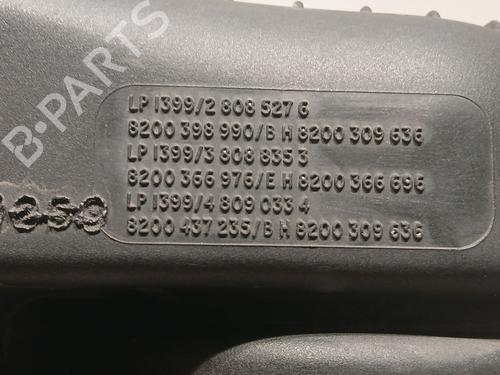 LP 1399/2 808 527 6
8200 398 990/B H 8200 309 636
LP 1399/3 808 835 3
8200 366 976/E H 8200 366 696
LP 1399/4 809 033 4
8200 437 235/B H 8200 309 636
B-PARTS